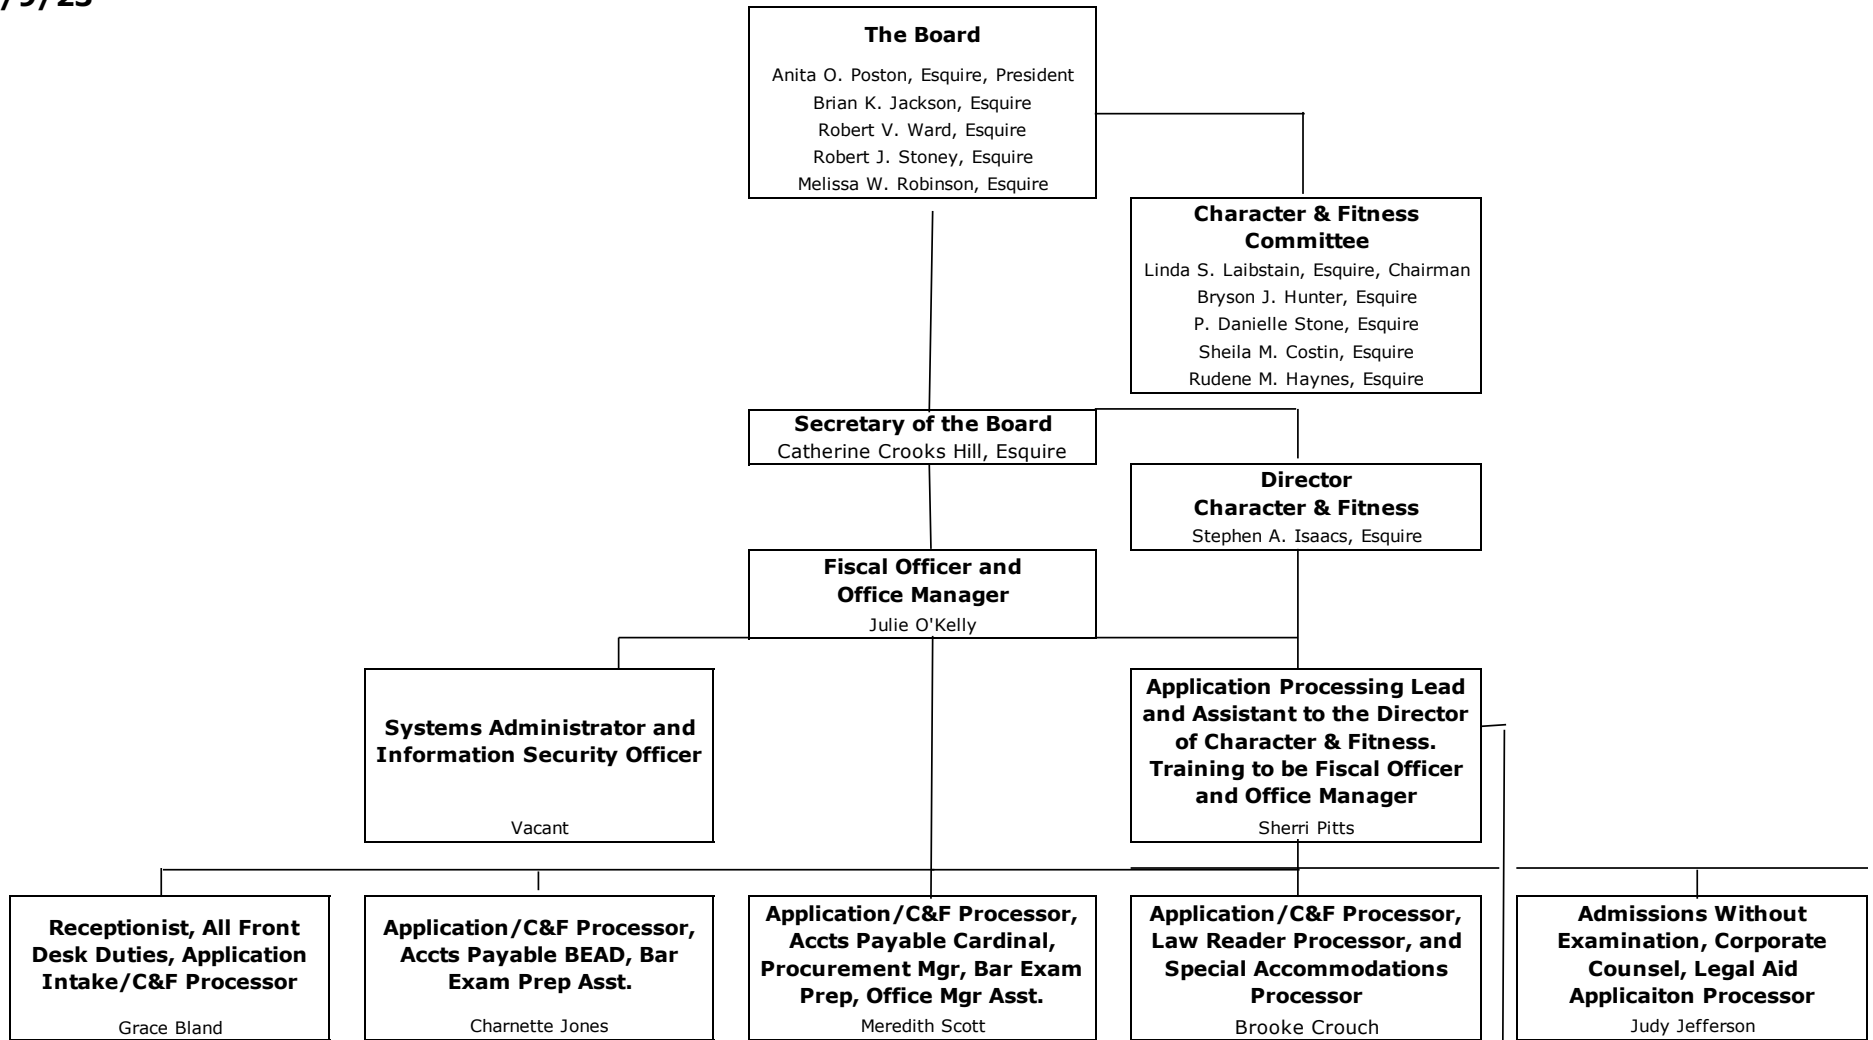 /9/23
The Board
Anita O. Poston, Esquire, President
Brian K. Jackson, Esquire
Robert V. Ward, Esquire
Robert J. Stoney, Esquire
Melissa W. Robinson, Esquire
Character & Fitness
Committee
Linda S. Laibstain, Esquire, Chairman
Bryson J. Hunter, Esquire
P. Danielle Stone, Esquire
Sheila M. Costin, Esquire
Rudene M. Haynes, Esquire
Secretary of the Board
Catherine Crooks Hill, Esquire
Director
Character & Fitness
Stephen A. Isaacs, Esquire
Fiscal Officer and
Office Manager
Julie O'Kelly
Systems Administrator and
Information Security Officer
Vacant
Application Processing Lead
and Assistant to the Director
of Character & Fitness.
Training to be Fiscal Officer
and Office Manager
Sherri Pitts
Receptionist, All Front
Desk Duties, Application
Intake/C&F Processor
Grace Bland
Application/C&F Processor,
Accts Payable BEAD, Bar
Exam Prep Asst.
Charnette Jones
Application/C&F Processor,
Accts Payable Cardinal,
Procurement Mgr, Bar Exam
Prep, Office Mgr Asst.
Meredith Scott
Application/C&F Processor,
Law Reader Processor, and
Special Accommodations
Processor
Brooke Crouch
Admissions Without
Examination, Corporate
Counsel, Legal Aid
Applicaiton Processor
Judy Jefferson